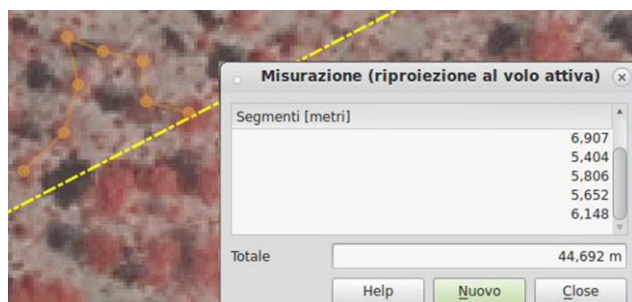 Misurazione (riproiezione al volo attiva)
Segmenti [metri]
6,907
5,404
5,806
5,652
6,148
Totale
44,692 m
Help
Nuovo
Close